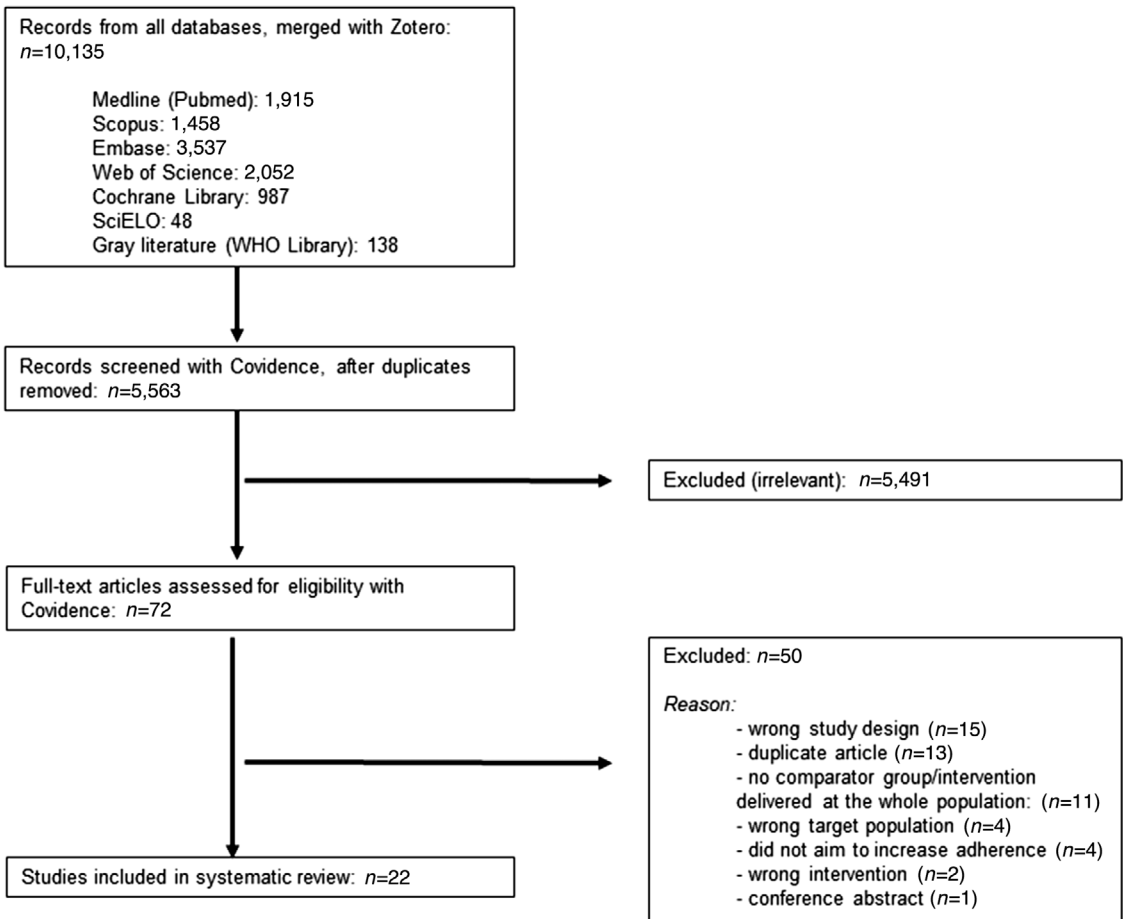 Records from all databases, merged with Zotero:
n=10,135
Medline (Pubmed): 1,915
Scopus: 1,458
Embase: 3,537
Web of Science: 2,052
Cochrane Library: 987
SciELO: 48
Gray literature (WHO Library): 138
Records screened with Covidence, after duplicates
removed: n=5,563
Excluded (irrelevant): n=5,491
Full-text articles assessed for eligibility with
Covidence: n=72
Excluded: n=50
Reason:
- wrong study design (n=15)
- duplicate article (n=13)
- no comparator group/intervention
delivered at the whole population: (n=11)
- wrong target population (n=4)
- did not aim to increase adherence (n=4)
- wrong intervention (n=2)
- conference abstract (n=1)
Studies included in systematic review: n=22